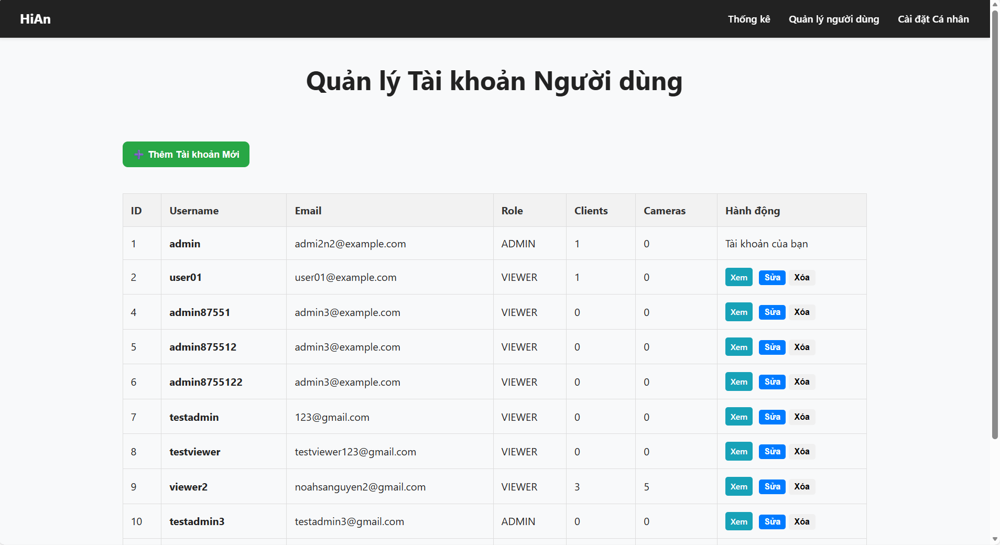 HiAn
Thống kê Quản lý người dùng Cài đặt Cá nhân
Quản lý Tài khoản Người dùng
➕ Thêm Tài khoản Mới
ID Username Email Role Clients Cameras Hành động
1 admin admi2n2@example.com ADMIN 1 0 Tài khoản của bạn
2 user01 user01@example.com VIEWER 1 0 Xem Sửa Xóa
4 admin87551 admin3@example.com VIEWER 0 0 Xem Sửa Xóa
5 admin875512 admin3@example.com VIEWER 0 0 Xem Sửa Xóa
6 admin8755122 admin3@example.com VIEWER 0 0 Xem Sửa Xóa
7 testadmin 123@gmail.com VIEWER 0 0 Xem Sửa Xóa
8 testviewer testviewer123@gmail.com VIEWER 0 0 Xem Sửa Xóa
9 viewer2 noahsanguyen2@gmail.com VIEWER 3 5 Xem Sửa Xóa
10 testadmin3 testadmin3@gmail.com ADMIN 0 0 Xem Sửa Xóa